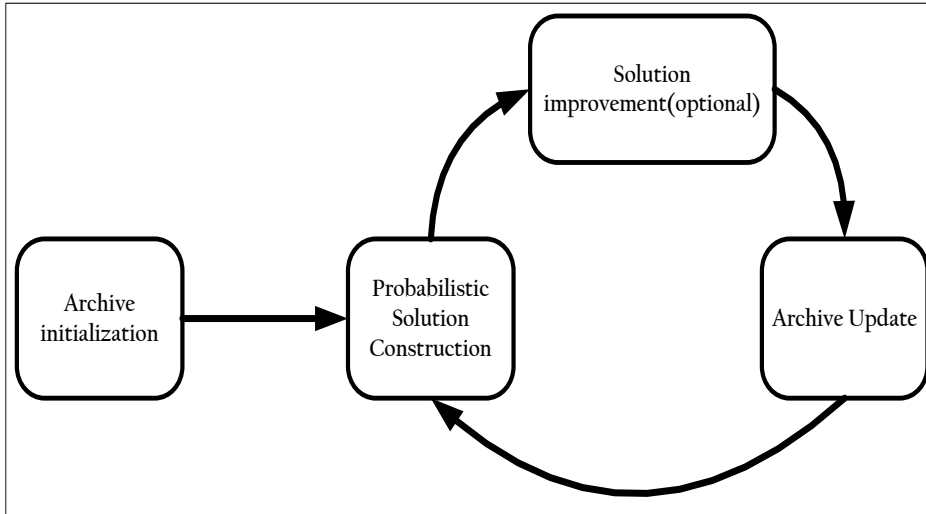 Solution
improvement(optional)
Archive
initialization
Probabilistic
Solution
Construction
Archive Update